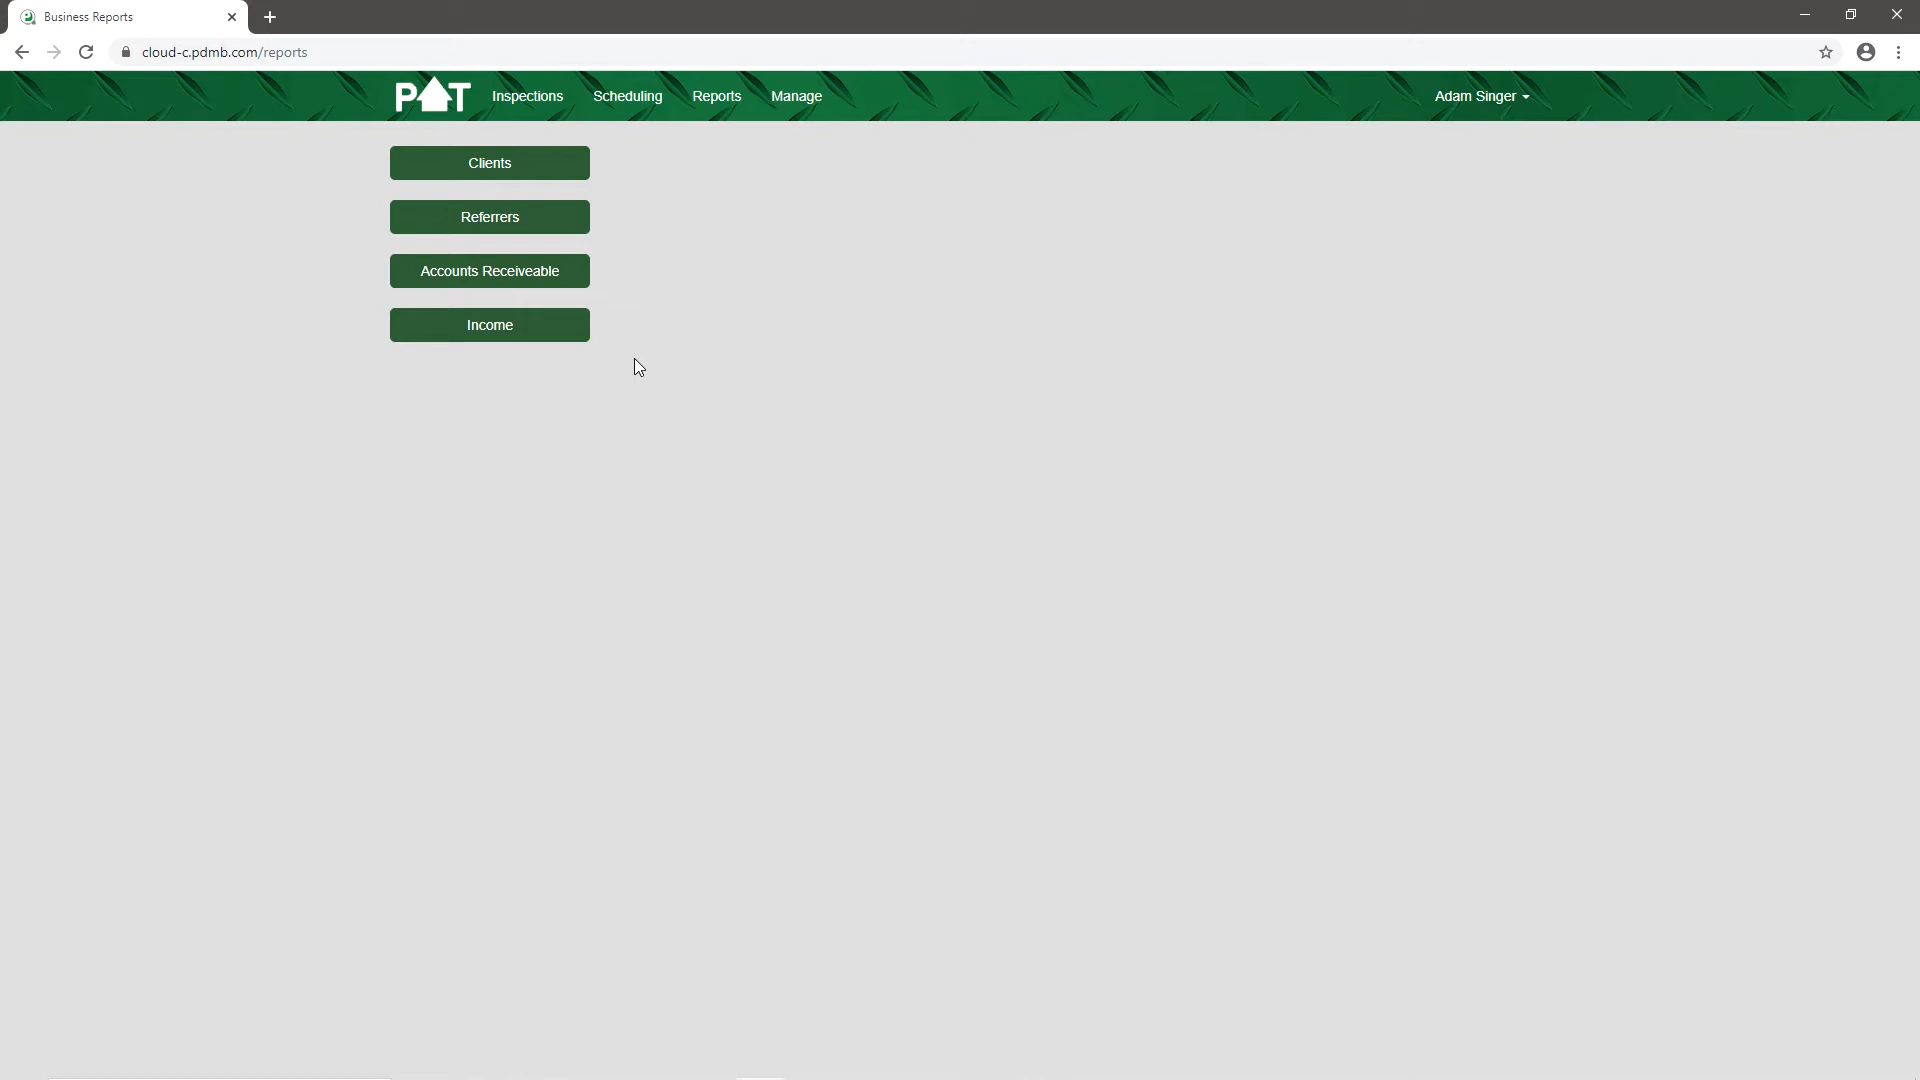 Business Reports
cloud-c.pdmb.com/reports
PAT Inspections Scheduling Reports Manage Adam Singer
Clients
Referrers
Accounts Receiveable
Income